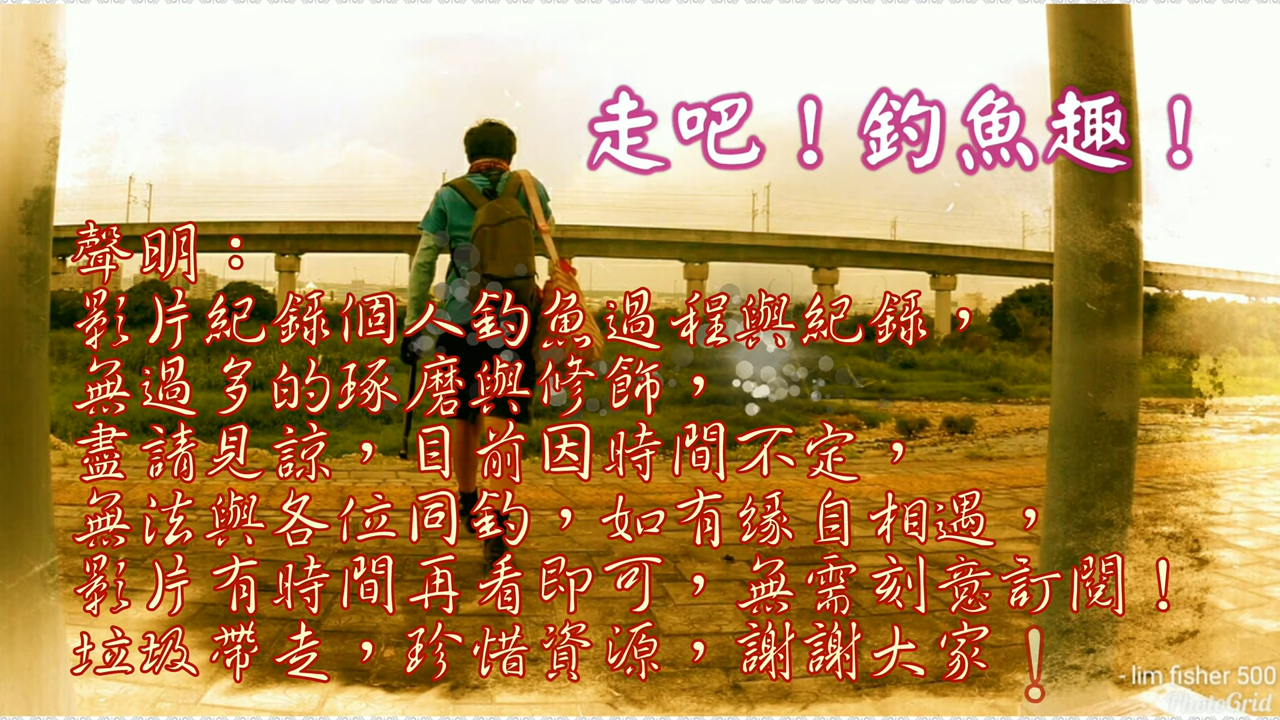 走吧！釣魚趣！
聲明：
影片紀錄個人釣魚過程與紀錄，
無過多的琢磨與修飾，
盡請見諒，目前因時間不定，
無法與各位同釣，如有緣自相遇，
影片有時間再看即可，無需刻意訂閱！
垃圾帶走，珍惜資源，謝謝大家❗
- lim fisher 500
PhotoGrid